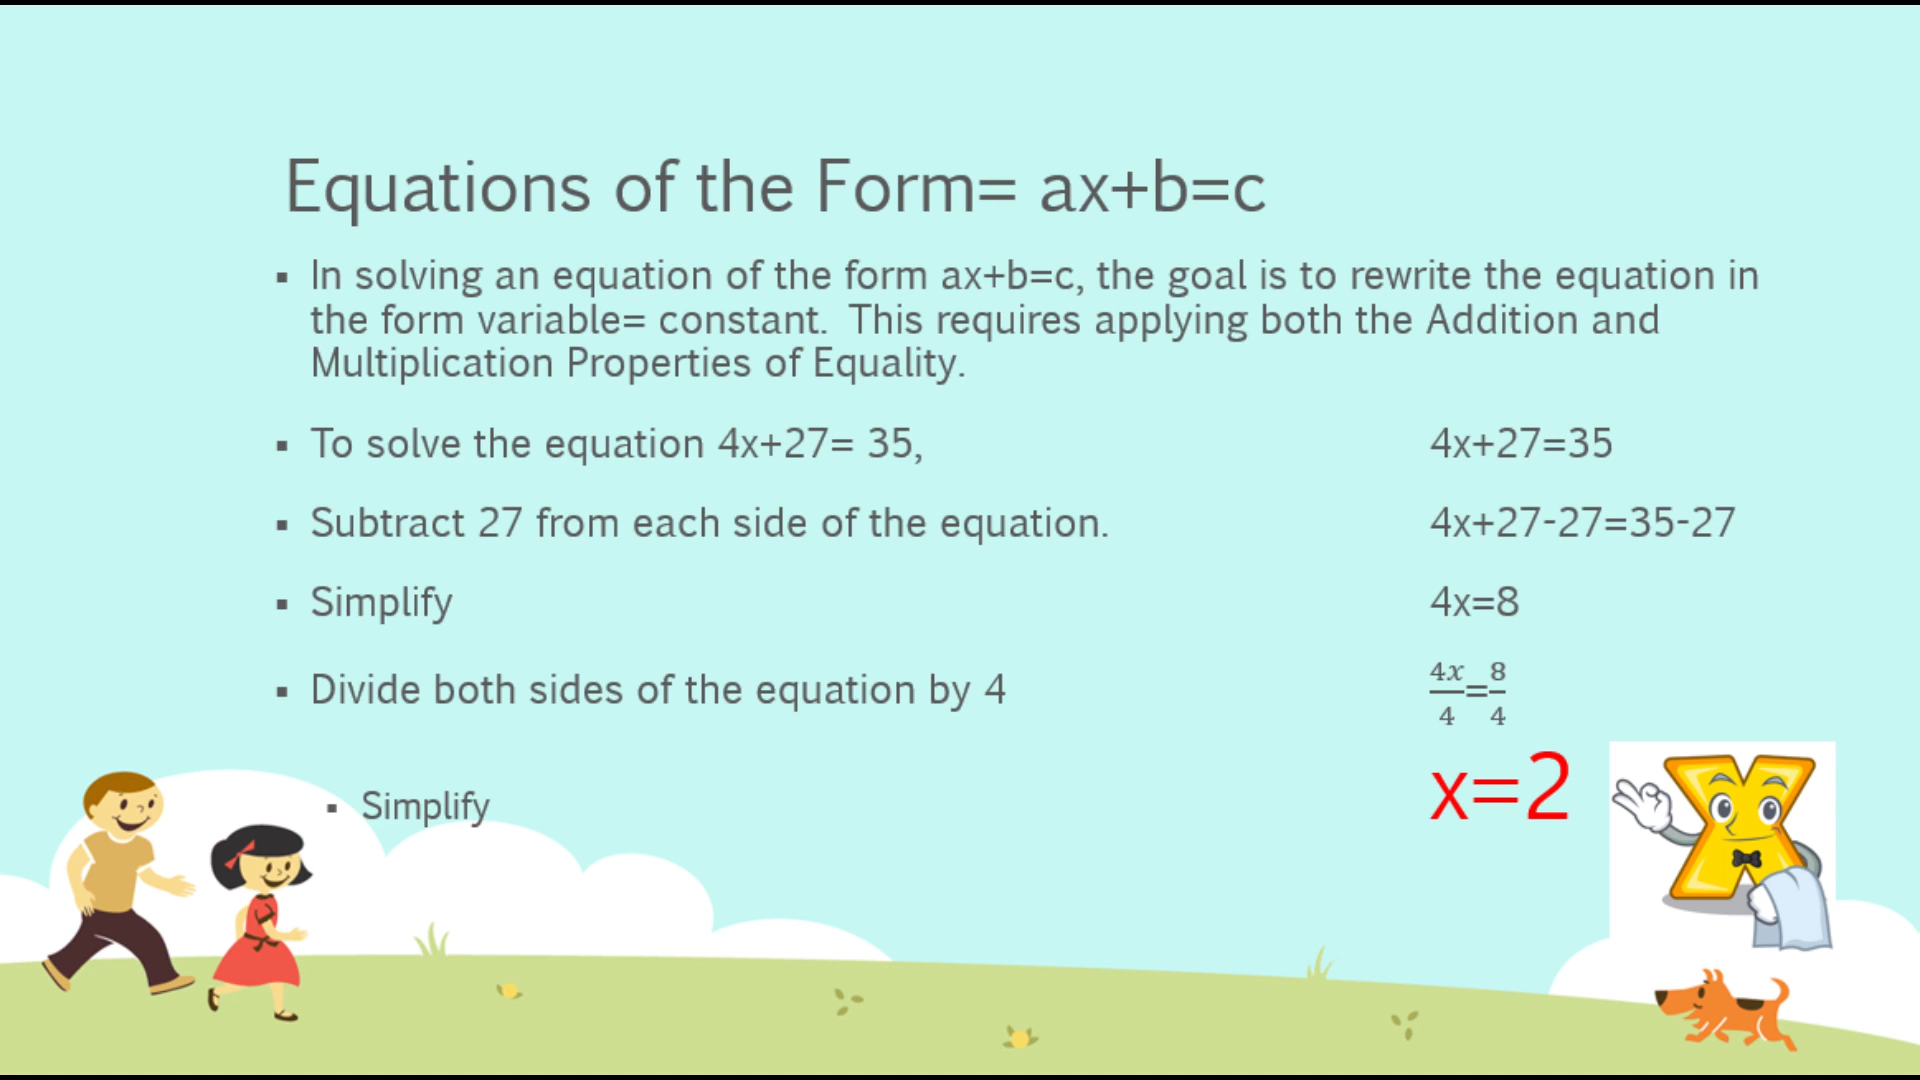 Equations of the Form= ax+b=c
▪ In solving an equation of the form ax+b=c, the goal is to rewrite the equation in
the form variable= constant.  This requires applying both the Addition and
Multiplication Properties of Equality.
▪ To solve the equation 4x+27= 35, 4x+27=35
▪ Subtract 27 from each side of the equation. 4x+27-27=35-27
▪ Simplify 4x=8
▪ Divide both sides of the equation by 4 4x/4=8/4
▪ Simplify x=2